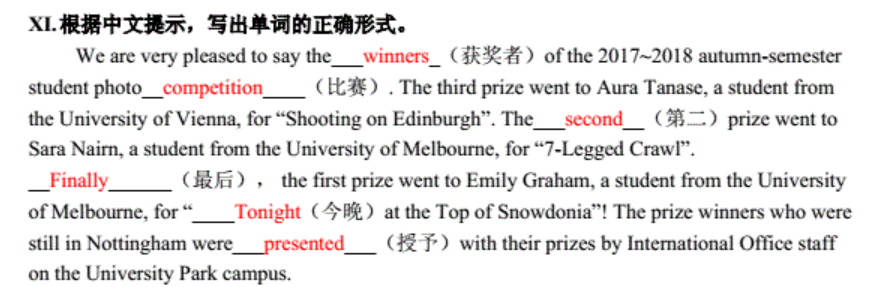 XI.根据中文提示，写出单词的正确形式。
We are very pleased to say the___winners_（获奖者）of the 2017~2018 autumn-semester
student photo__competition____（比赛）. The third prize went to Aura Tanase, a student from
the University of Vienna, for “Shooting on Edinburgh”. The___second__（第二）prize went to
Sara Nairn, a student from the University of Melbourne, for “7-Legged Crawl”.
__Finally______（最后）， the first prize went to Emily Graham, a student from the University
of Melbourne, for “____Tonight（今晚）at the Top of Snowdonia”! The prize winners who were
still in Nottingham were___presented___（授予）with their prizes by International Office staff
on the University Park campus.